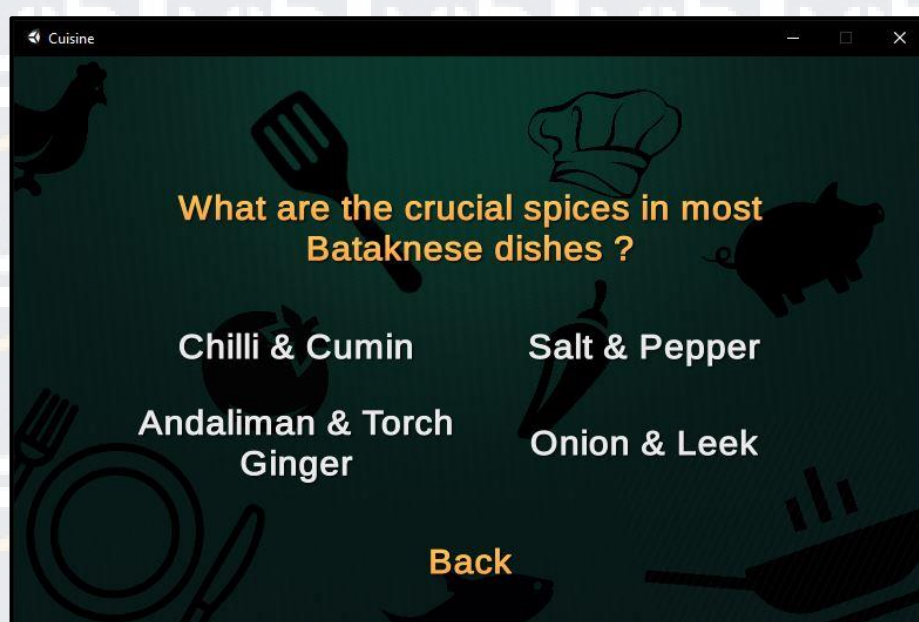 Cuisine
What are the crucial spices in most
Bataknese dishes ?
Chilli & Cumin
Salt & Pepper
Andaliman & Torch
Ginger
Onion & Leek
Back